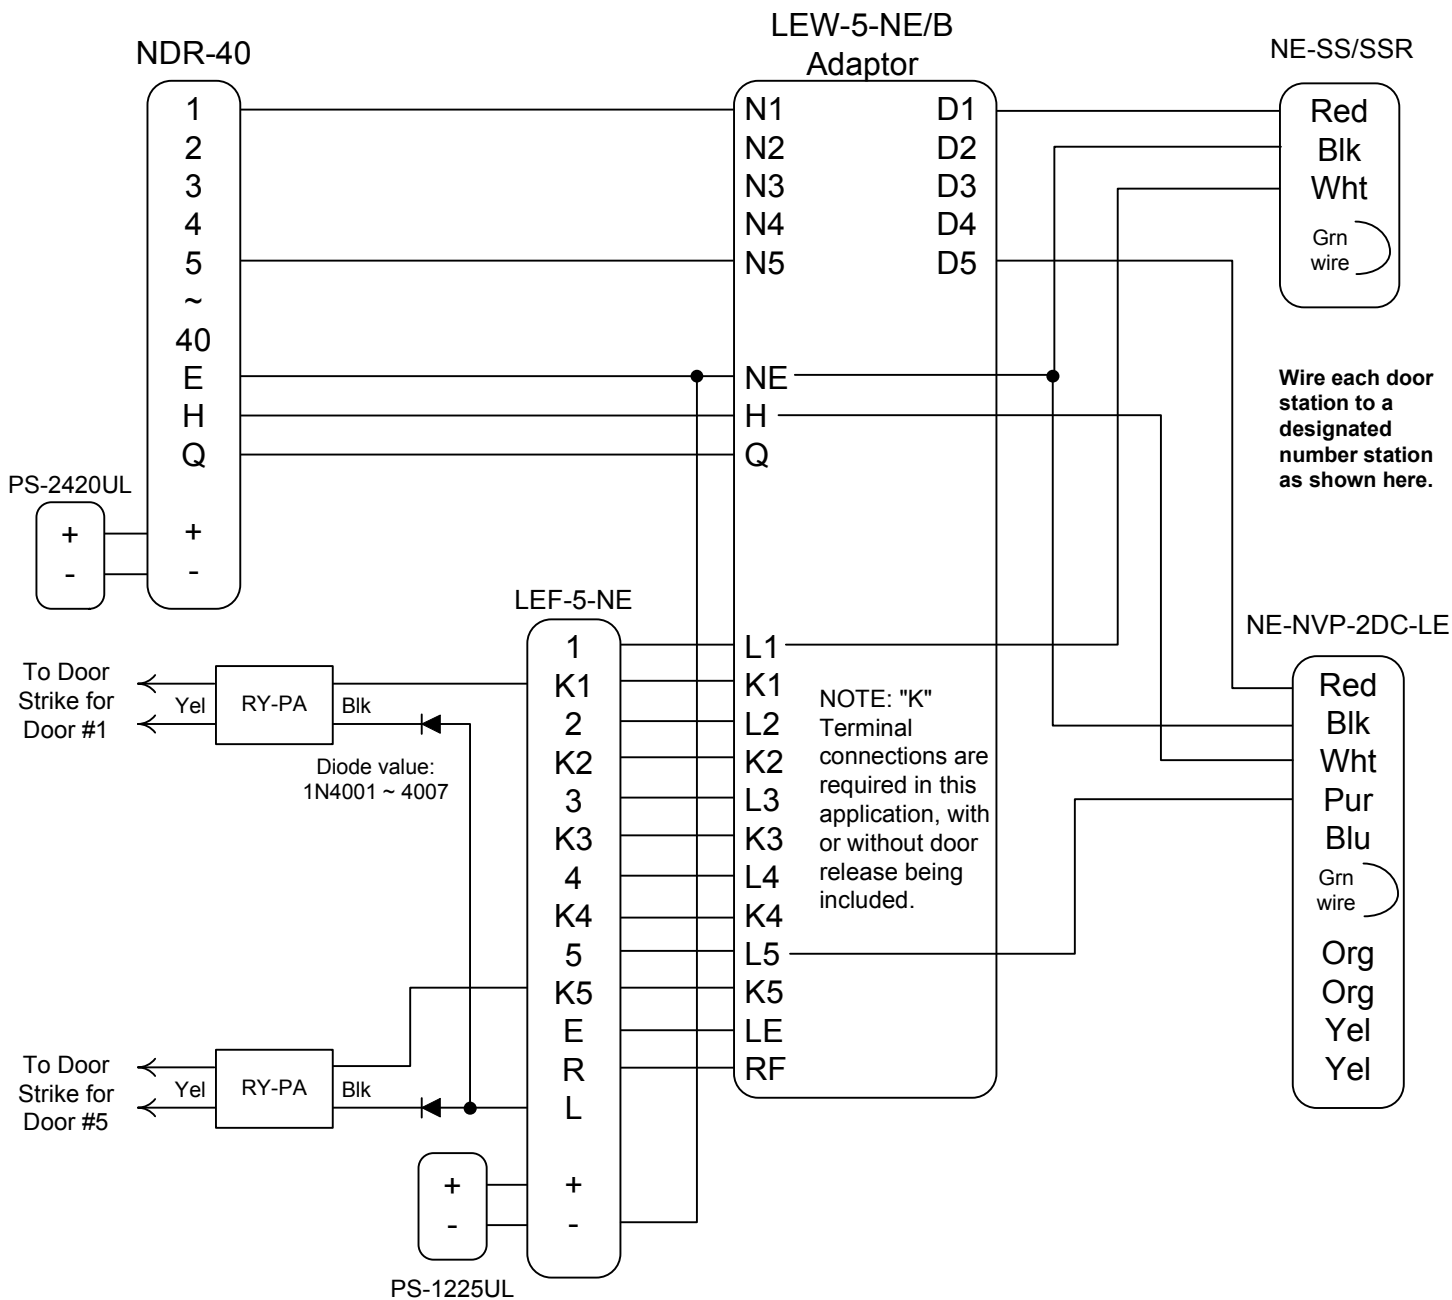 LEW-5-NE/B
Adaptor
NDR-40
NE-SS/SSR
1
2
3
4
5
~
40
E
H
Q
+
-
N1
N2
N3
N4
N5
NE
H
Q
D1
D2
D3
D4
D5
Red
Blk
Wht
Grn
wire
Wire each door
station to a
designated
number station
as shown here.
PS-2420UL
+
-
LEF-5-NE
1
K1
2
K2
3
K3
4
K4
5
K5
E
R
L
+
-
L1
K1
L2
K2
L3
K3
L4
K4
L5
K5
LE
RF
NOTE: "K"
Terminal
connections are
required in this
application, with
or without door
release being
included.
NE-NVP-2DC-LE
Red
Blk
Wht
Pur
Blu
Grn
wire
Org
Org
Yel
Yel
To Door
Strike for
Door #1
Yel
RY-PA
Blk
Diode value:
1N4001 ~ 4007
To Door
Strike for
Door #5
Yel
RY-PA
Blk
+
-
PS-1225UL